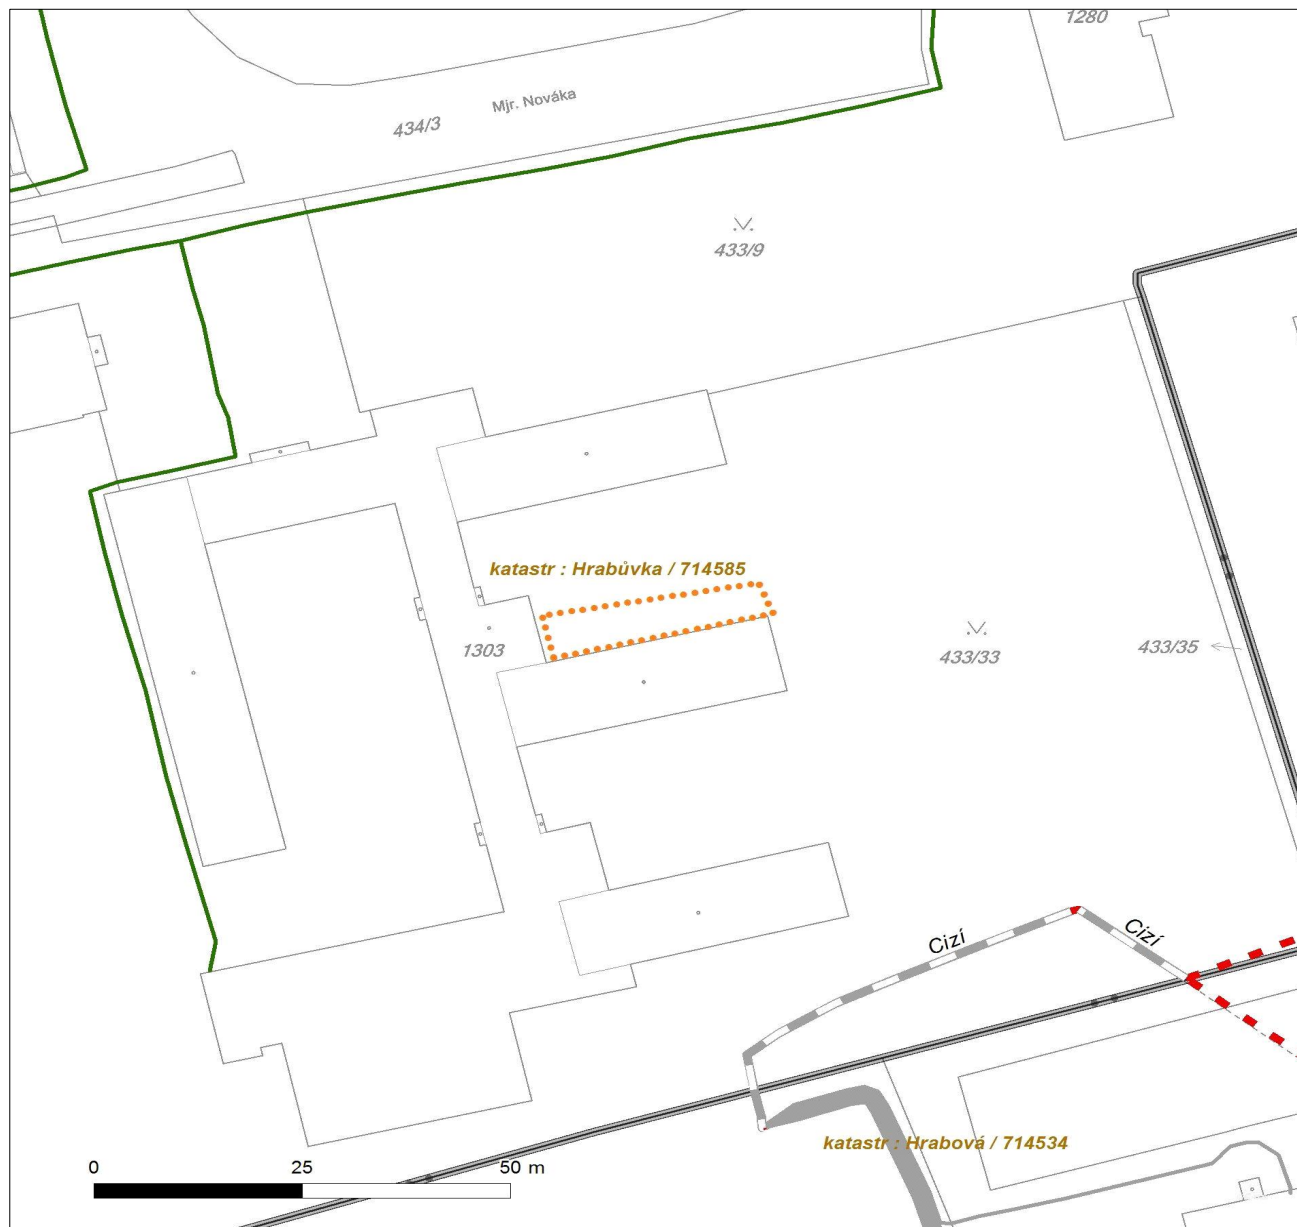 1280
Mjr. Nováka
434/3
433/9
katastr : Hrabůvka / 714585
1303
433/33
433/35
Cizí
Cizí
katastr : Hrabová / 714534
0 25 50 m